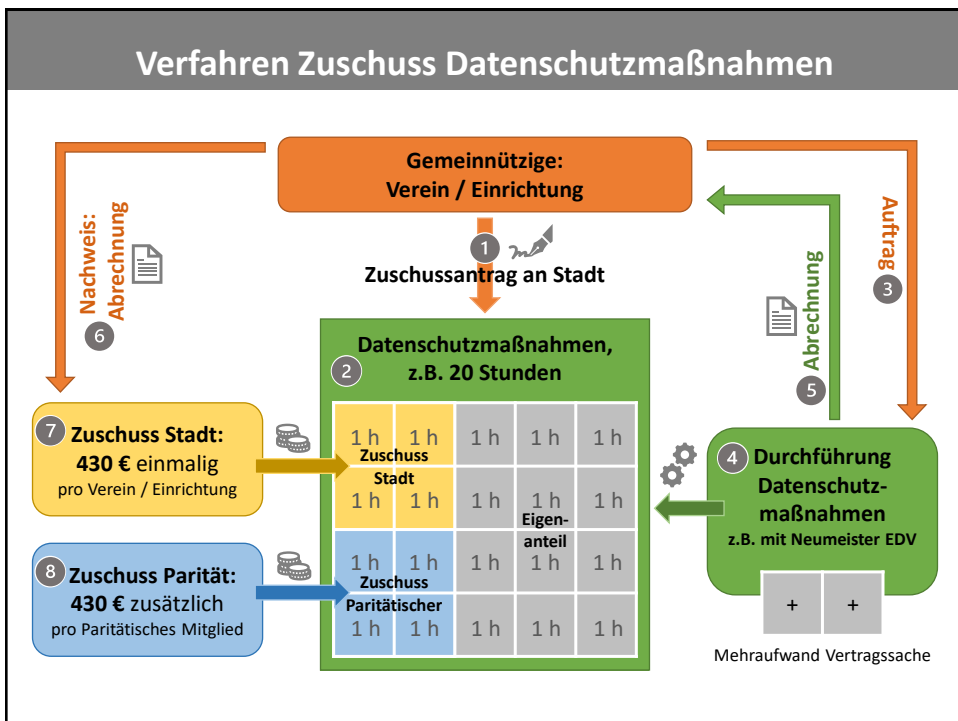 Verfahren Zuschuss Datenschutzmaßnahmen
Gemeinnützige:
Verein / Einrichtung
1
Zuschussantrag an Stadt
Nachweis:
Abrechnung
6
Auftrag
3
Abrechnung
5
2
Datenschutzmaßnahmen,
z.B. 20 Stunden
1 h 1 h 1 h 1 h 1 h
Zuschuss
Stadt
1 h 1 h 1 h 1 h 1 h
Eigen-
anteil
1 h 1 h 1 h 1 h 1 h
Zuschuss
Paritätischer
1 h 1 h 1 h 1 h 1 h
7
Zuschuss Stadt:
430 € einmalig
pro Verein / Einrichtung
8
Zuschuss Parität:
430 € zusätzlich
pro Paritätisches Mitglied
4
Durchführung
Datenschutz-
maßnahmen
z.B. mit Neumeister EDV
+ +
Mehraufwand Vertragssache